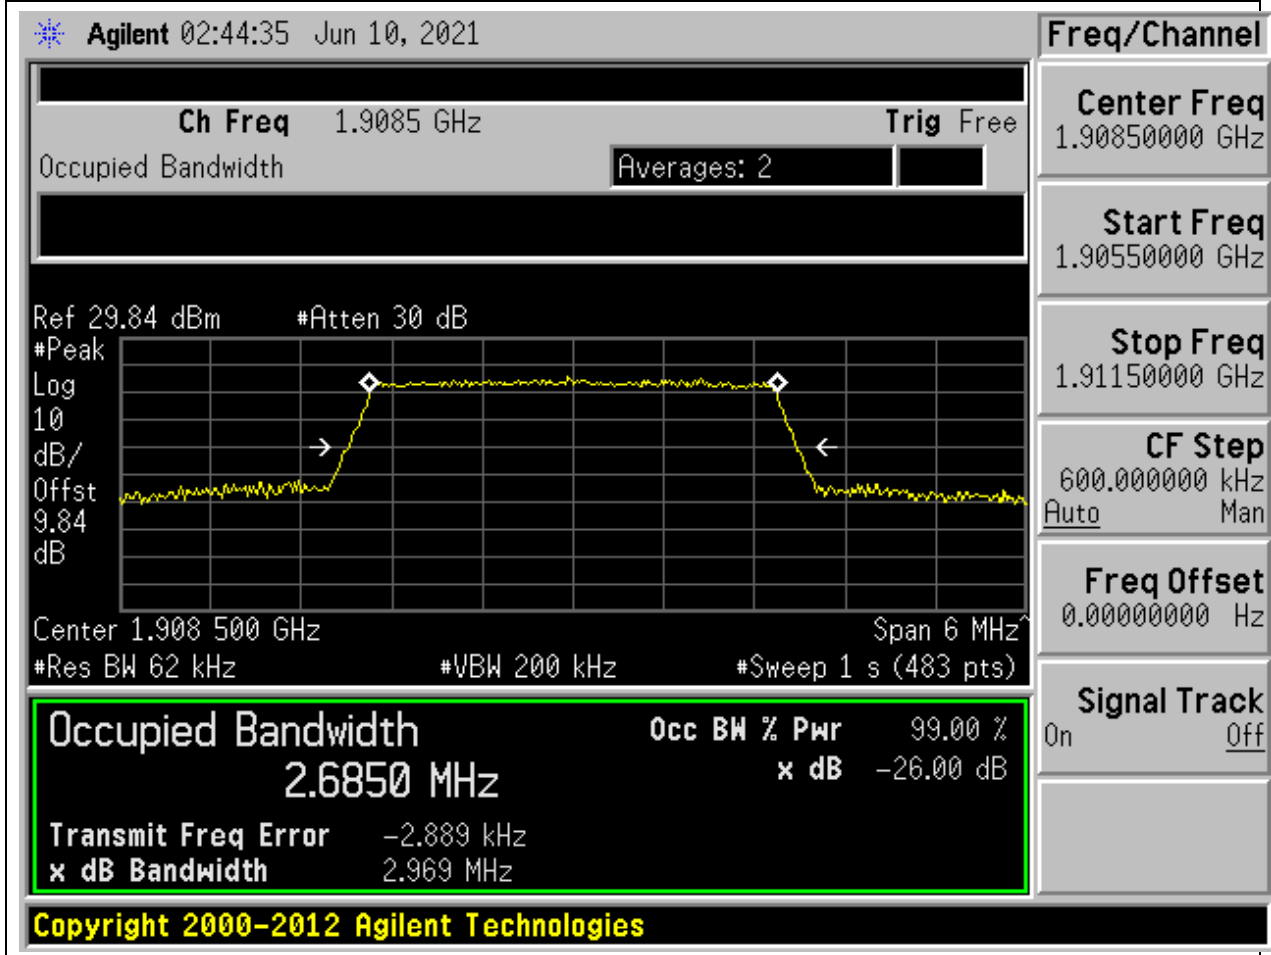 Agilent 02:44:35 Jun 10, 2021
Freq/Channel
Ch Freq 1.9085 GHz Trig Free
Occupied Bandwidth Averages: 2
Center Freq
1.90850000 GHz
Start Freq
1.90550000 GHz
Stop Freq
1.91150000 GHz
CF Step
600.000000 kHz
Auto Man
Freq Offset
0.00000000 Hz
Signal Track
On Off
Ref 29.84 dBm #Atten 30 dB
#Peak
Log
10
dB/
Offst
9.84
dB
Center 1.908 500 GHz Span 6 MHz^
#Res BW 62 kHz #VBW 200 kHz #Sweep 1 s (483 pts)
Occupied Bandwidth Occ BW % Pwr 99.00 %
2.6850 MHz x dB -26.00 dB
Transmit Freq Error -2.889 kHz
x dB Bandwidth 2.969 MHz
Copyright 2000-2012 Agilent Technologies